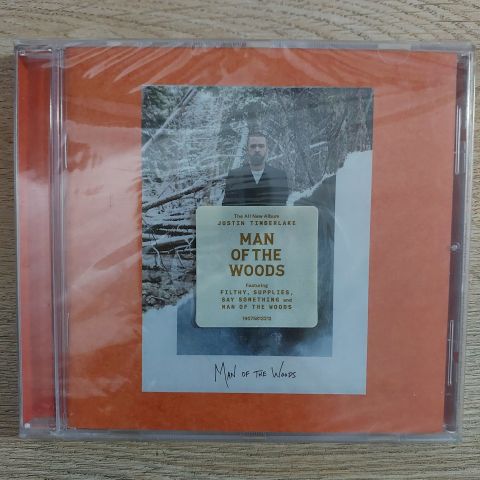 The All New Album
JUSTIN TIMBERLAKE
MAN
OF THE
WOODS
Featuring
FILTHY, SUPPLIES,
SAY SOMETHING and
MAN OF THE WOODS
MAN OF THE WOODS